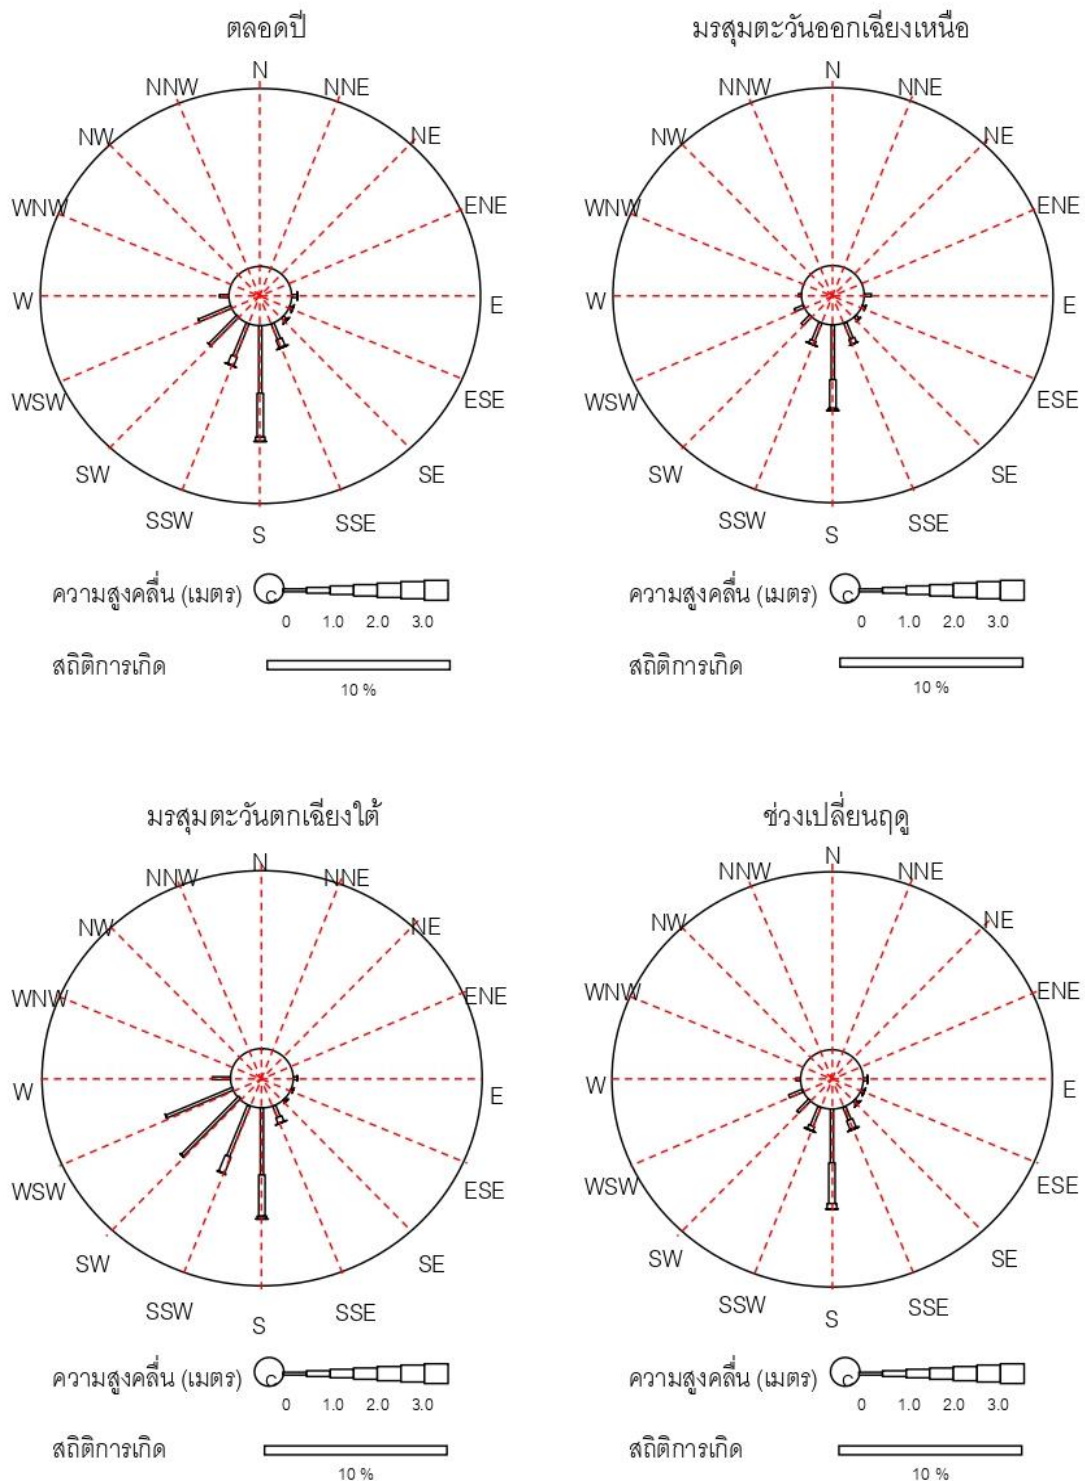 ตลอดปี
N
NNW NNE
NW NE
WNW ENE
W E
WSW ESE
SW SE
SSW SSE
S
ความสูงคลื่น (เมตร) C
0 1.0 2.0 3.0
สถิติการเกิด
10 %
มรสุมตะวันออกเฉียงเหนือ
N
NNW NNE
NW NE
WNW ENE
W E
WSW ESE
SW SE
SSW SSE
S
ความสูงคลื่น (เมตร) C
0 1.0 2.0 3.0
สถิติการเกิด
10 %
มรสุมตะวันตกเฉียงใต้
N
NNW NNE
NW NE
WNW ENE
W E
WSW ESE
SW SE
SSW SSE
S
ความสูงคลื่น (เมตร) C
0 1.0 2.0 3.0
สถิติการเกิด
10 %
ช่วงเปลี่ยนฤดู
N
NNW NNE
NW NE
WNW ENE
W E
WSW ESE
SW SE
SSW SSE
S
ความสูงคลื่น (เมตร) C
0 1.0 2.0 3.0
สถิติการเกิด
10 %